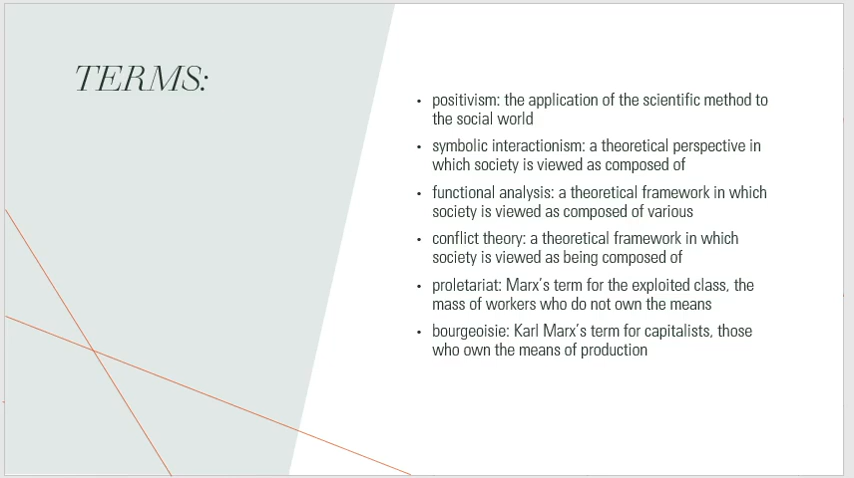 TERMS:
• positivism: the application of the scientific method to
the social world
• symbolic interactionism: a theoretical perspective in
which society is viewed as composed of
• functional analysis: a theoretical framework in which
society is viewed as composed of various
• conflict theory: a theoretical framework in which
society is viewed as being composed of
• proletariat: Marx's term for the exploited class, the
mass of workers who do not own the means
• bourgeoisie: Karl Marx's term for capitalists, those
who own the means of production